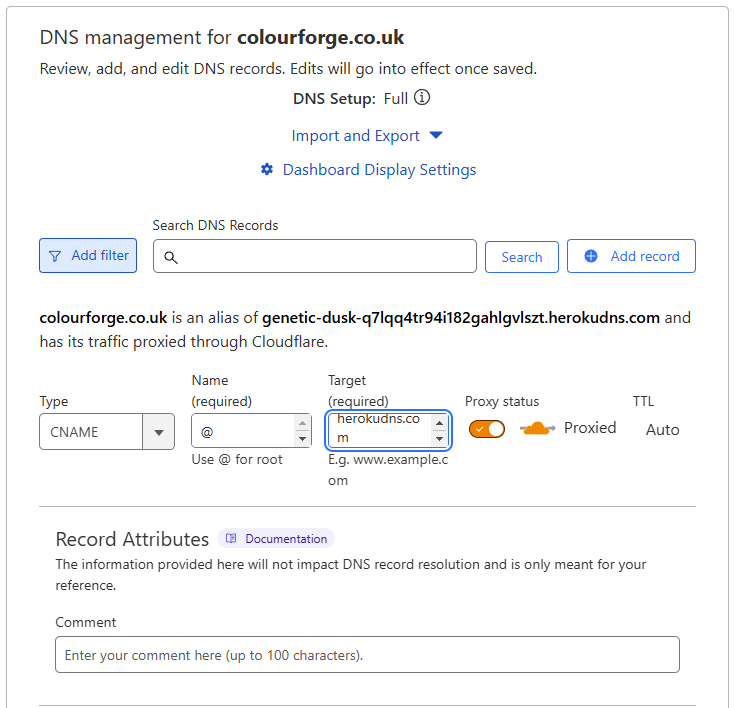 DNS management for colourforge.co.uk
Review, add, and edit DNS records. Edits will go into effect once saved.
DNS Setup: Full
Import and Export
Dashboard Display Settings
Search DNS Records
Add filter
Search
Add record
colourforge.co.uk is an alias of genetic-dusk-q7lqq4tr94i182gahlgvlszt.herokudns.com and
has its traffic proxied through Cloudflare.
Type
Name
(required)
Target
(required)
Proxy status
TTL
CNAME
@
herokudns.co
m
Proxied
Auto
Use @ for root
E.g. www.example.c
om
Record Attributes
Documentation
The information provided here will not impact DNS record resolution and is only meant for your
reference.
Comment
Enter your comment here (up to 100 characters).